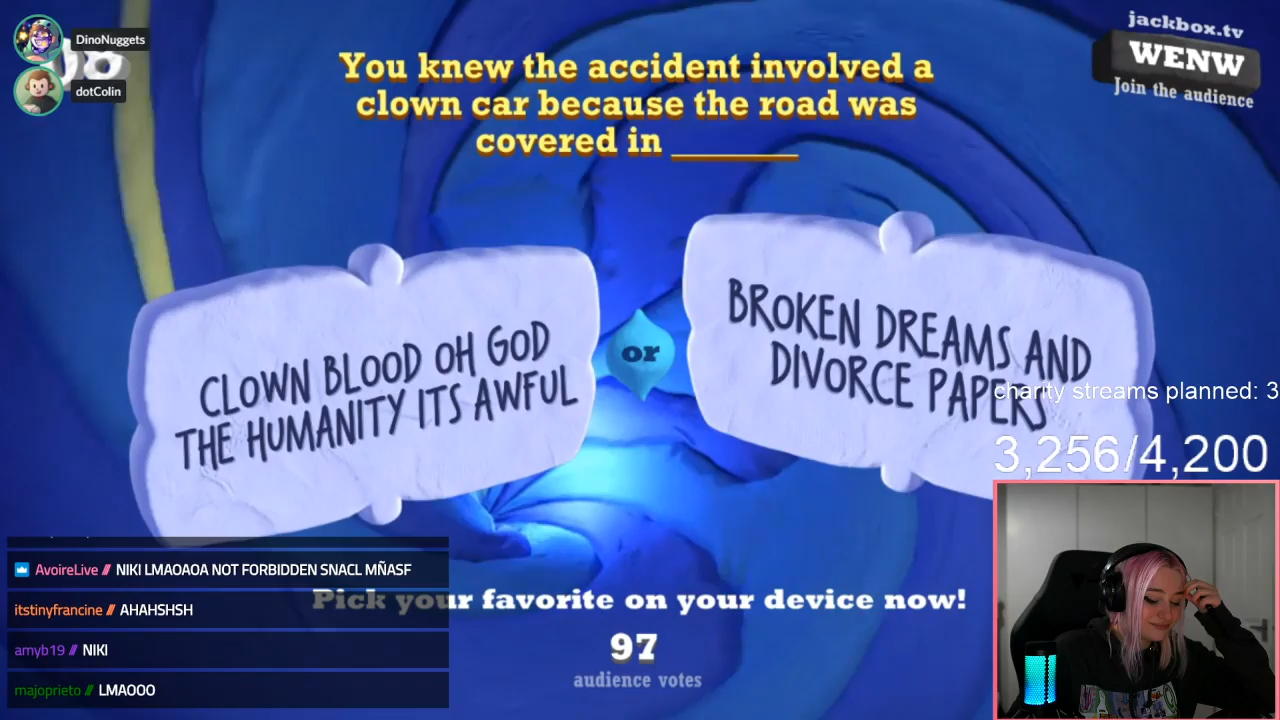 DinoNuggets
dotColin
You knew the accident involved a
clown car because the road was
covered in ________
jackbox.tv
WENW
Join the audience
CLOWN BLOOD OH GOD
THE HUMANITY ITS AWFUL
or
BROKEN DREAMS AND
DIVORCE PAPERS
charity streams planned: 3
3,256/4,200
AvoireLive // NIKI LMAOAOA NOT FORBIDDEN SNACL MÑASF
itstinyfrancine // AHAHSHSH
amyb19 // NIKI
majoprieto // LMAOOO
Pick your favorite on your device now!
97
audience votes